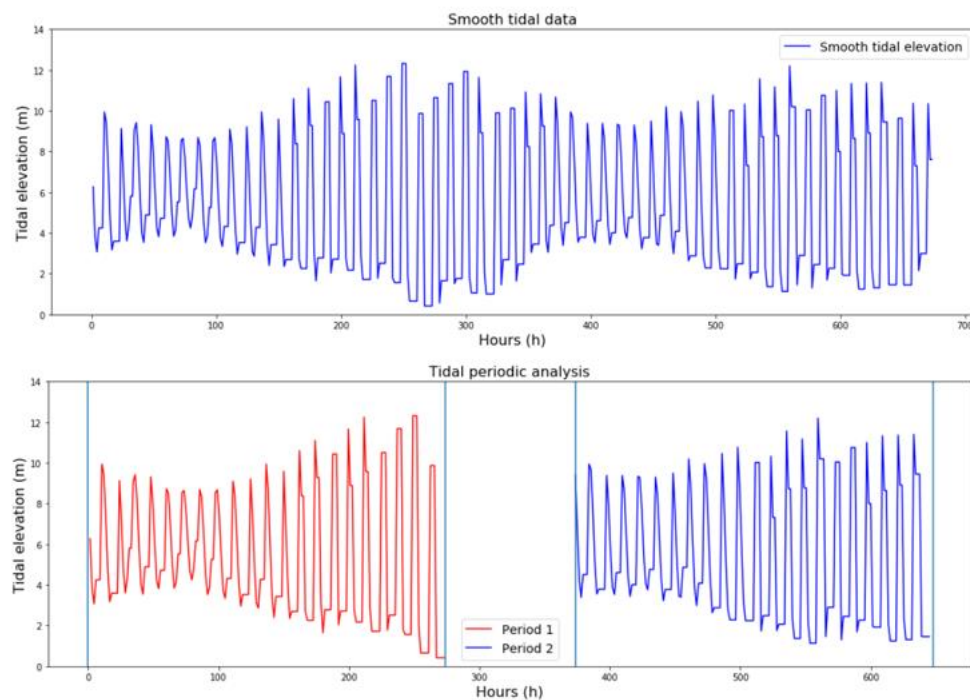 Smooth tidal data
14
12
10
8
6
4
2
0
Tidal elevation (m)
Smooth tidal elevation
0 100 200 300 400 500 600 700
Hours (h)
Tidal periodic analysis
14
12
10
8
6
4
2
0
Tidal elevation (m)
Period 1
Period 2
0 100 200 300 400 500 600
Hours (h)